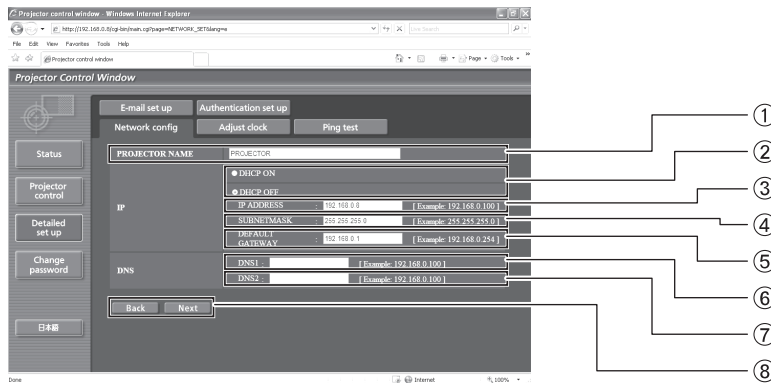 Projector Control window - Windows Internet Explorer
http://192.168.0.8/cgi-bin/main.cgi?page=NETWORK_SET&lang=e
Live Search
File Edit View Favorites Tools Help
Projector Control window
Page Tools
Projector Control Window
E-mail set up Authentication set up
Network config Adjust clock Ping test
Status
Projector control
Detailed set up
Change password
日本語
PROJECTOR NAME PROJECTOR
IP
DHCP ON
DHCP OFF
IP ADDRESS : 192.168.0.8 [ Example: 192.168.0.100 ]
SUBNETMASK : 255.255.255.0 [ Example: 255.255.255.0 ]
DEFAULT GATEWAY : 192.168.0.1 [ Example: 192.168.0.254 ]
DNS
DNS1 : [ Example: 192.168.0.100 ]
DNS2 : [ Example: 192.168.0.100 ]
Back Next
Done Internet 100%
①
②
③
④
⑤
⑥
⑦
⑧